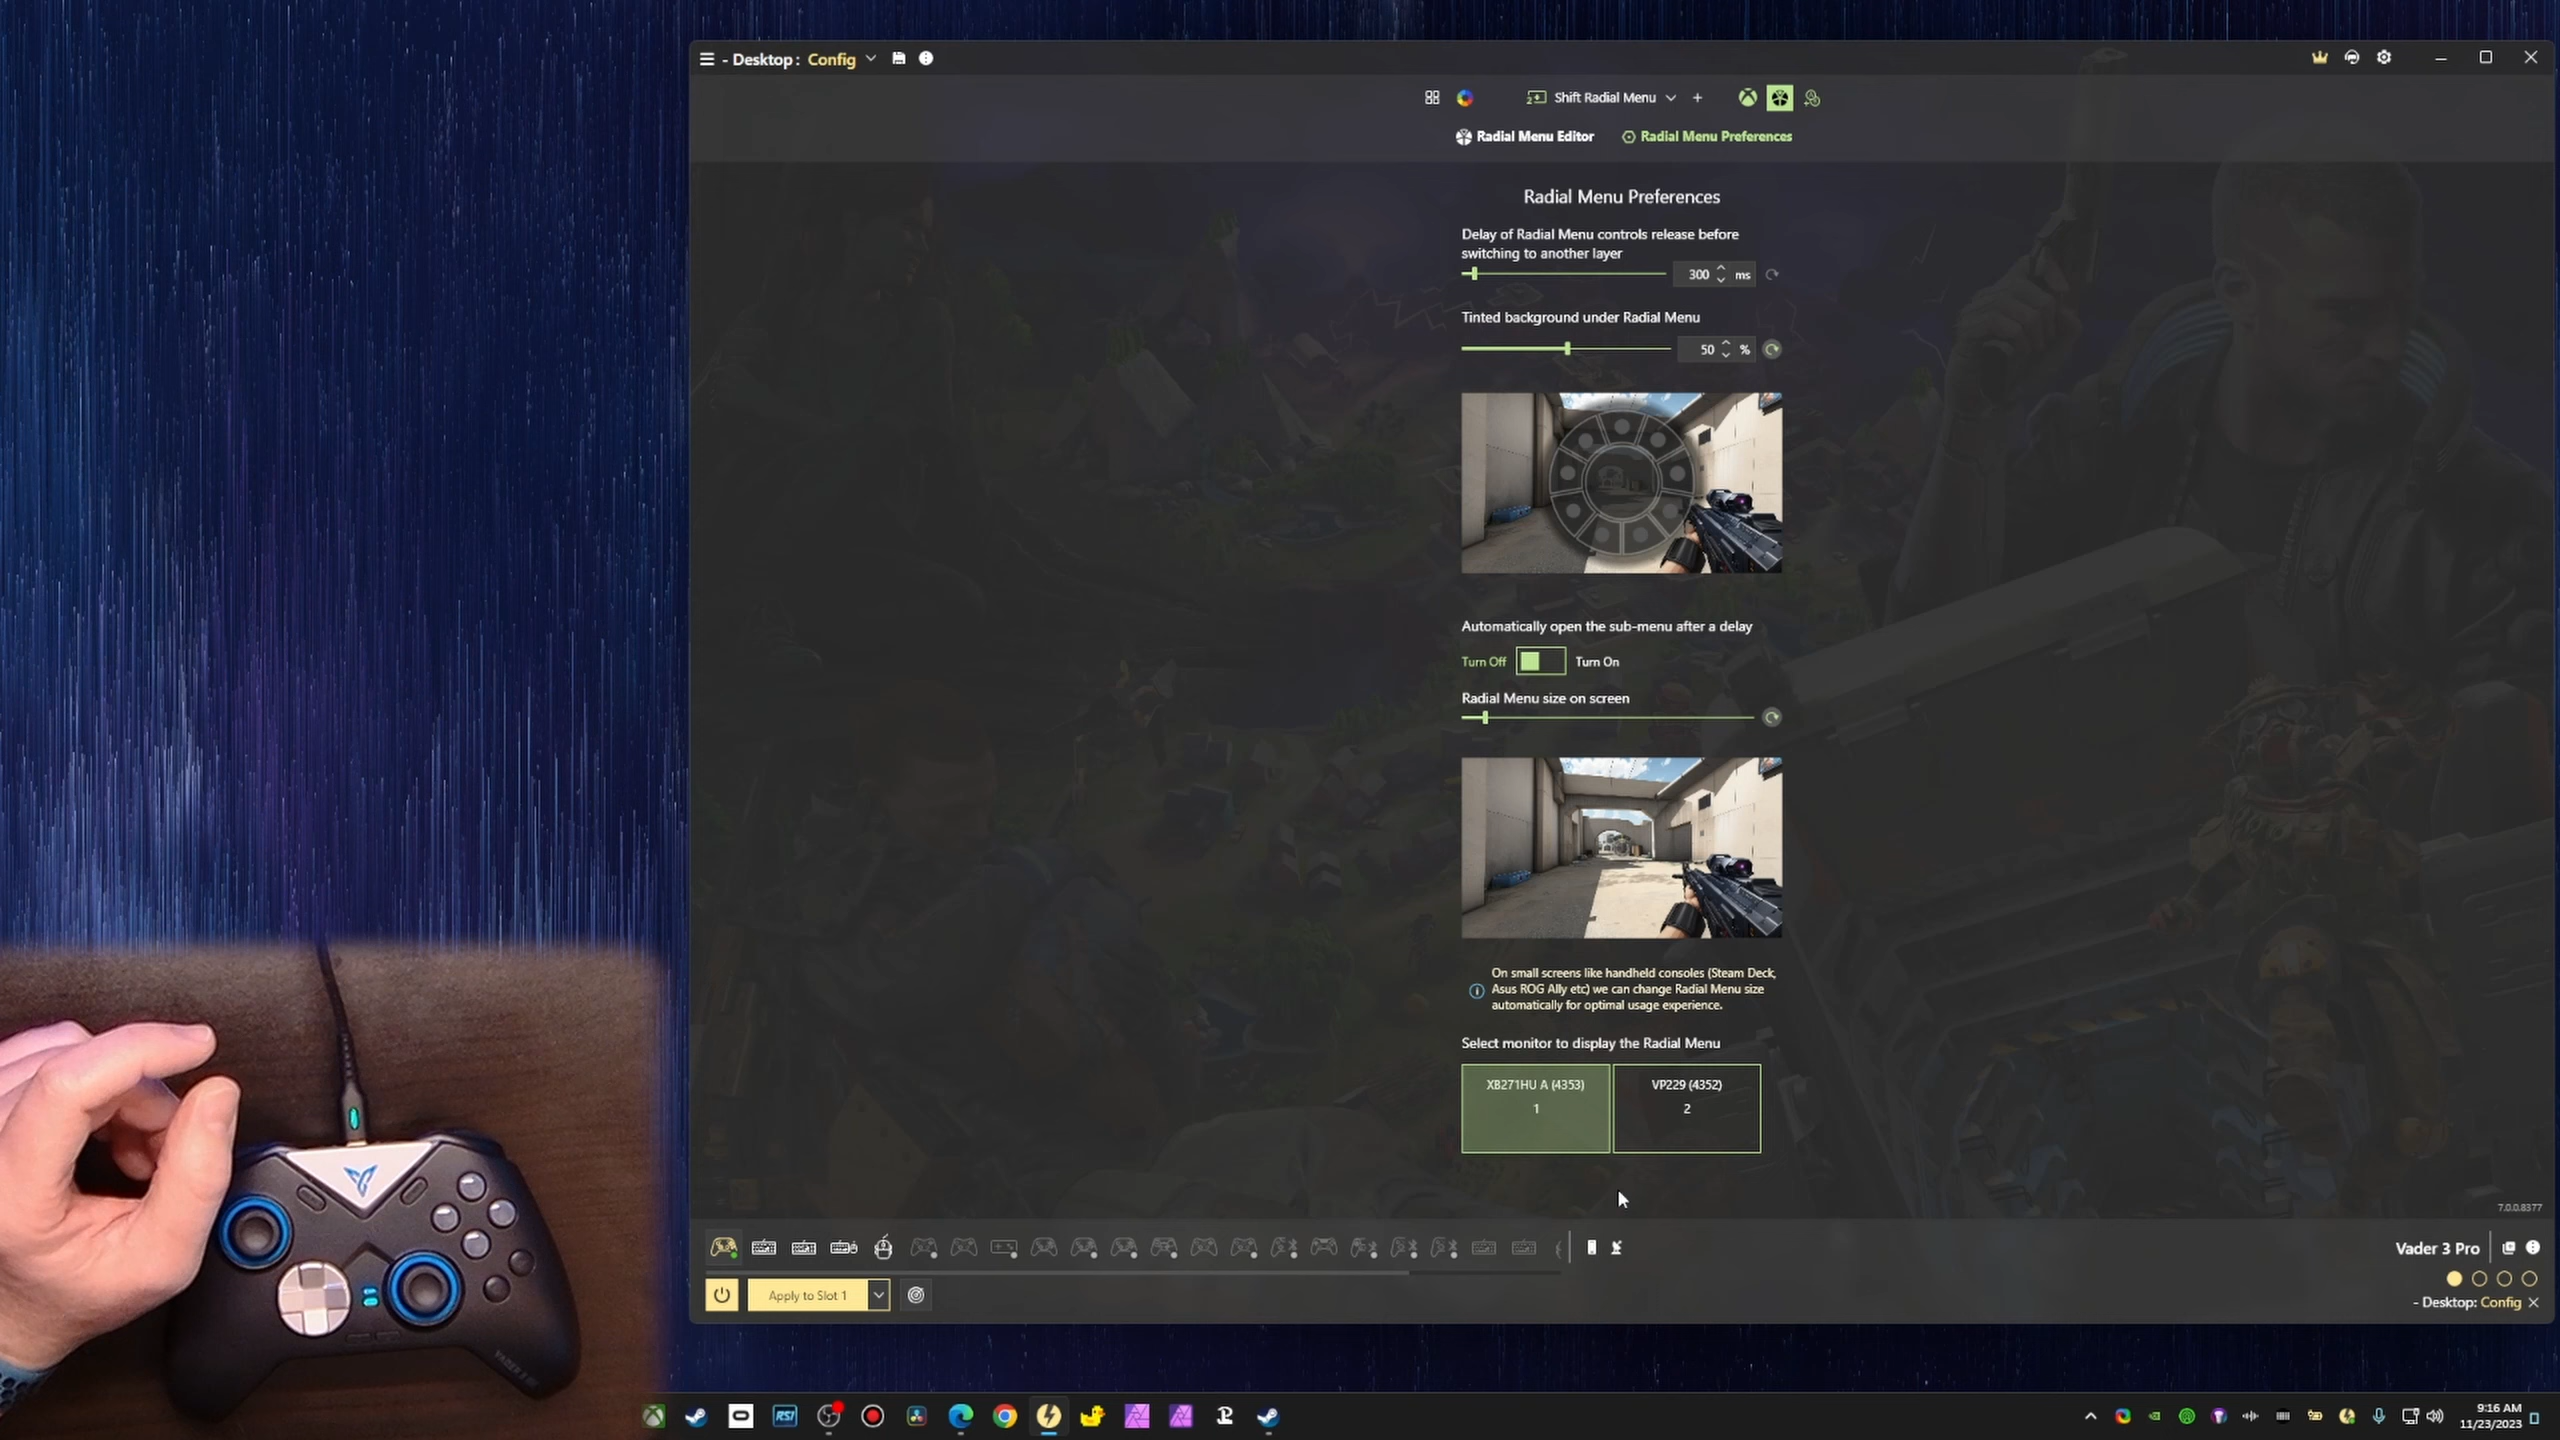 - Desktop: Config
Shift Radial Menu
Radial Menu Editor
Radial Menu Preferences
Radial Menu Preferences
Delay of Radial Menu controls release before
switching to another layer
300 ms
Tinted background under Radial Menu
50 %
Automatically open the sub-menu after a delay
Turn Off
Turn On
Radial Menu size on screen
On small screens like handheld consoles (Steam Deck,
Asus ROG Ally etc) we can change Radial Menu size
automatically for optimal usage experience.
Select monitor to display the Radial Menu
XB271HU A (4353)
1
VP229 (4352)
2
7.0.0.8377
Vader 3 Pro
Apply to Slot 1
- Desktop: Config
RSI
9:16 AM
11/23/2023